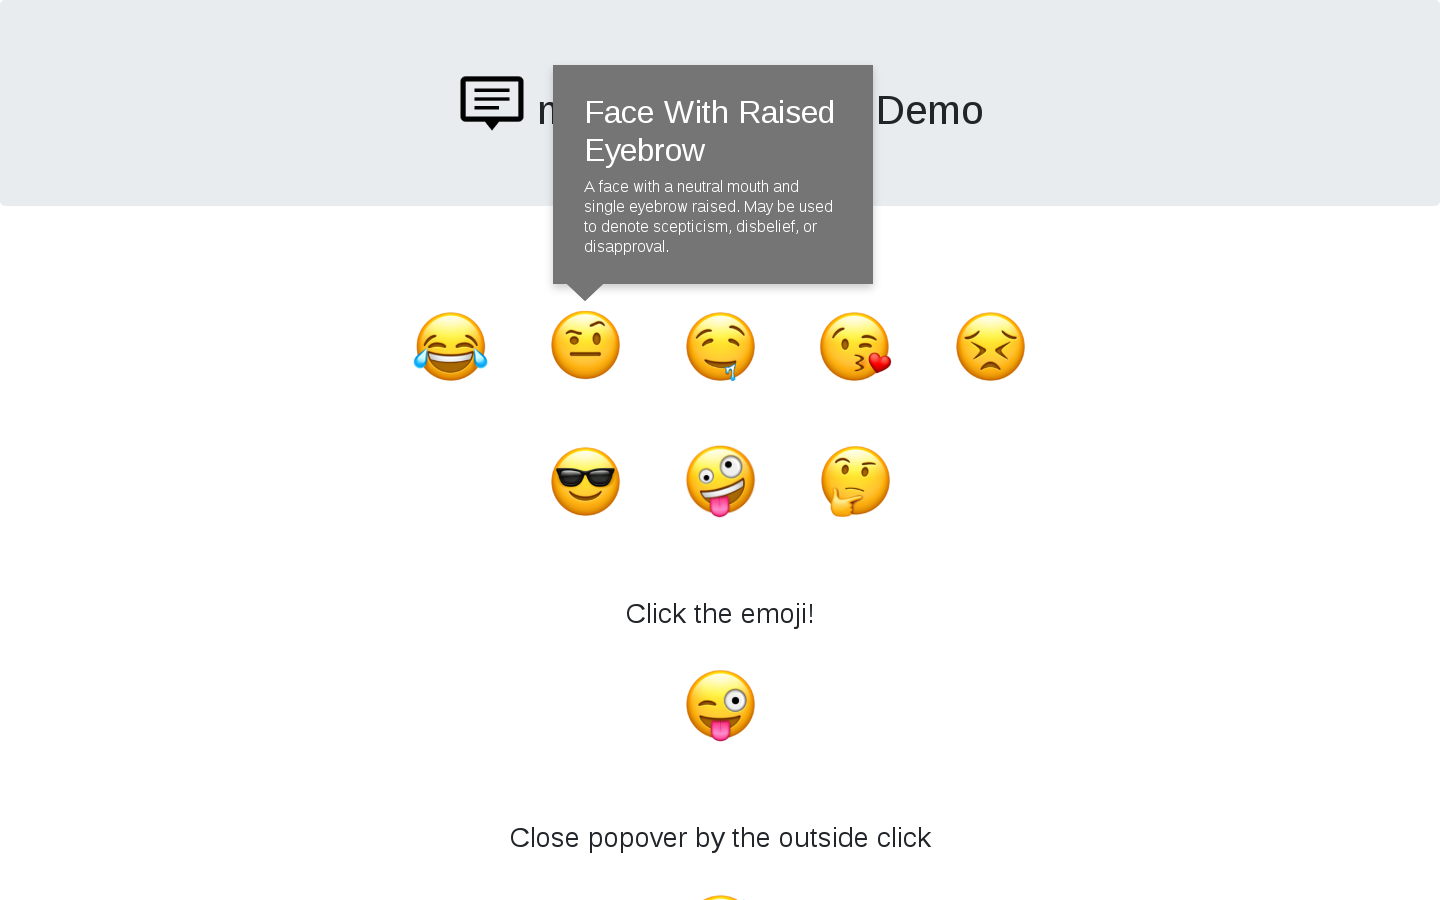 Demo
Face With Raised
Eyebrow
A face with a neutral mouth and
single eyebrow raised. May be used
to denote scepticism, disbelief, or
disapproval.
Click the emoji!
Close popover by the outside click